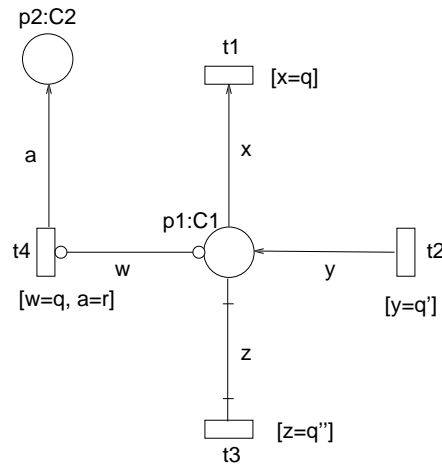 p2:C2
t1
[x=q]
a
x
p1:C1
t4
w
y
t2
[w=q, a=r]
[y=q']
z
[z=q'']
t3